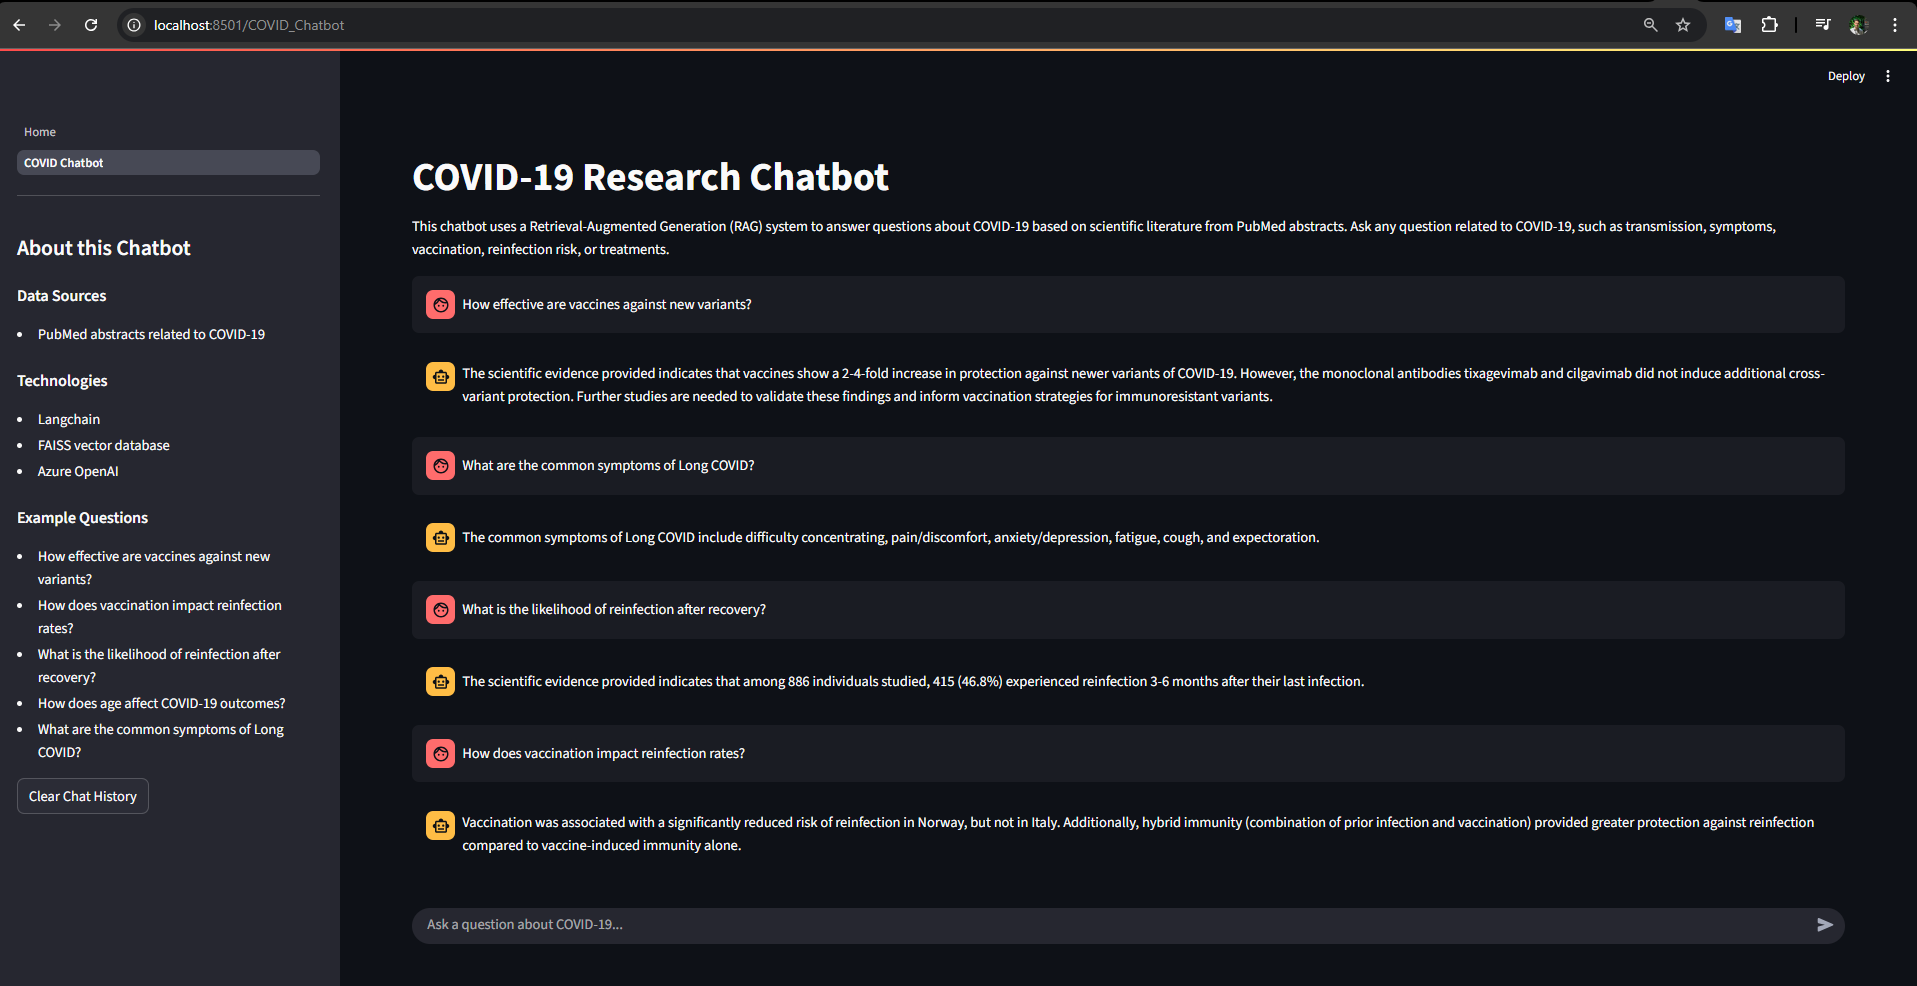 localhost:8501/COVID_Chatbot
Deploy
Home
COVID Chatbot
About this Chatbot
Data Sources
PubMed abstracts related to COVID-19
Technologies
Langchain
FAISS vector database
Azure OpenAI
Example Questions
How effective are vaccines against new
variants?
How does vaccination impact reinfection
rates?
What is the likelihood of reinfection after
recovery?
How does age affect COVID-19 outcomes?
What are the common symptoms of Long
COVID?
Clear Chat History
COVID-19 Research Chatbot
This chatbot uses a Retrieval-Augmented Generation (RAG) system to answer questions about COVID-19 based on scientific literature from PubMed abstracts. Ask any question related to COVID-19, such as transmission, symptoms,
vaccination, reinfection risk, or treatments.
How effective are vaccines against new variants?
The scientific evidence provided indicates that vaccines show a 2-4-fold increase in protection against newer variants of COVID-19. However, the monoclonal antibodies tixagevimab and cilgavimab did not induce additional cross-
variant protection. Further studies are needed to validate these findings and inform vaccination strategies for immunoresistant variants.
What are the common symptoms of Long COVID?
The common symptoms of Long COVID include difficulty concentrating, pain/discomfort, anxiety/depression, fatigue, cough, and expectoration.
What is the likelihood of reinfection after recovery?
The scientific evidence provided indicates that among 886 individuals studied, 415 (46.8%) experienced reinfection 3-6 months after their last infection.
How does vaccination impact reinfection rates?
Vaccination was associated with a significantly reduced risk of reinfection in Norway, but not in Italy. Additionally, hybrid immunity (combination of prior infection and vaccination) provided greater protection against reinfection
compared to vaccine-induced immunity alone.
Ask a question about COVID-19...